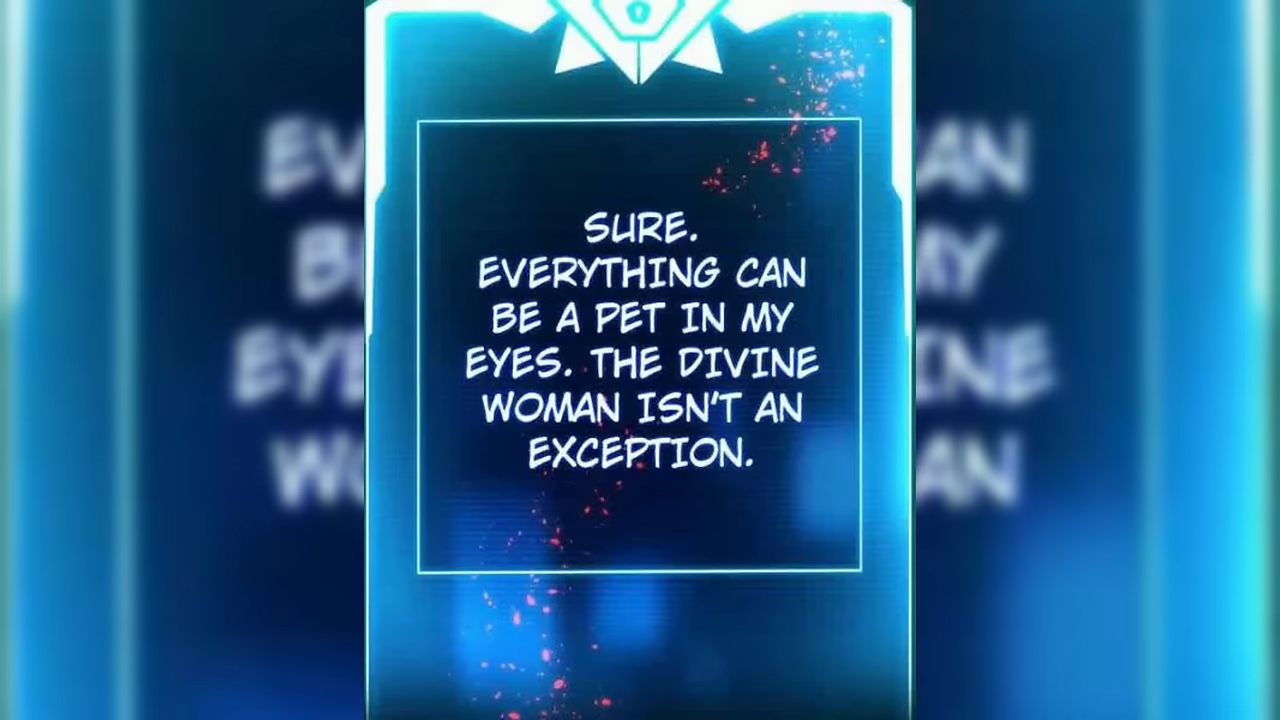 SURE.
EVERYTHING CAN
BE A PET IN MY
EYES. THE DIVINE
WOMAN ISN'T AN
EXCEPTION.